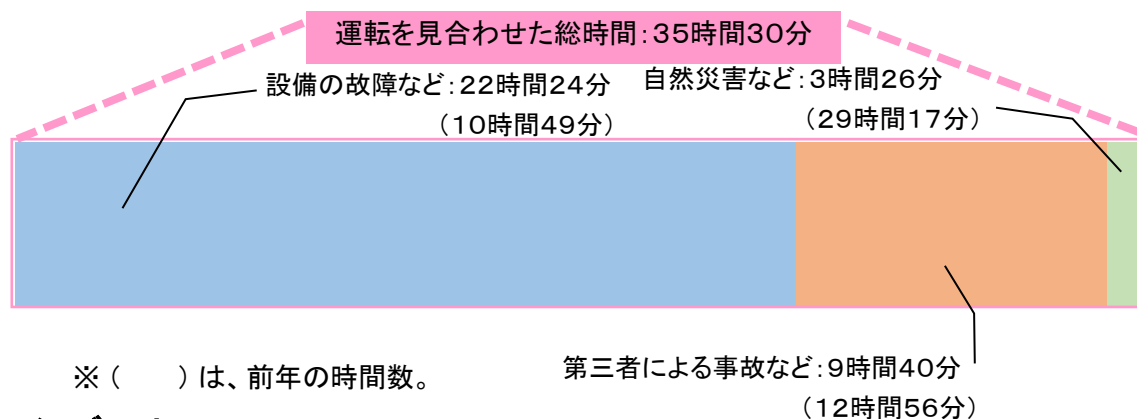 運転を見合わせた総時間:35時間30分
設備の故障など:22時間24分
(10時間49分)
自然災害など:3時間26分
(29時間17分)
第三者による事故など:9時間40分
(12時間56分)
※(　　)は、前年の時間数。